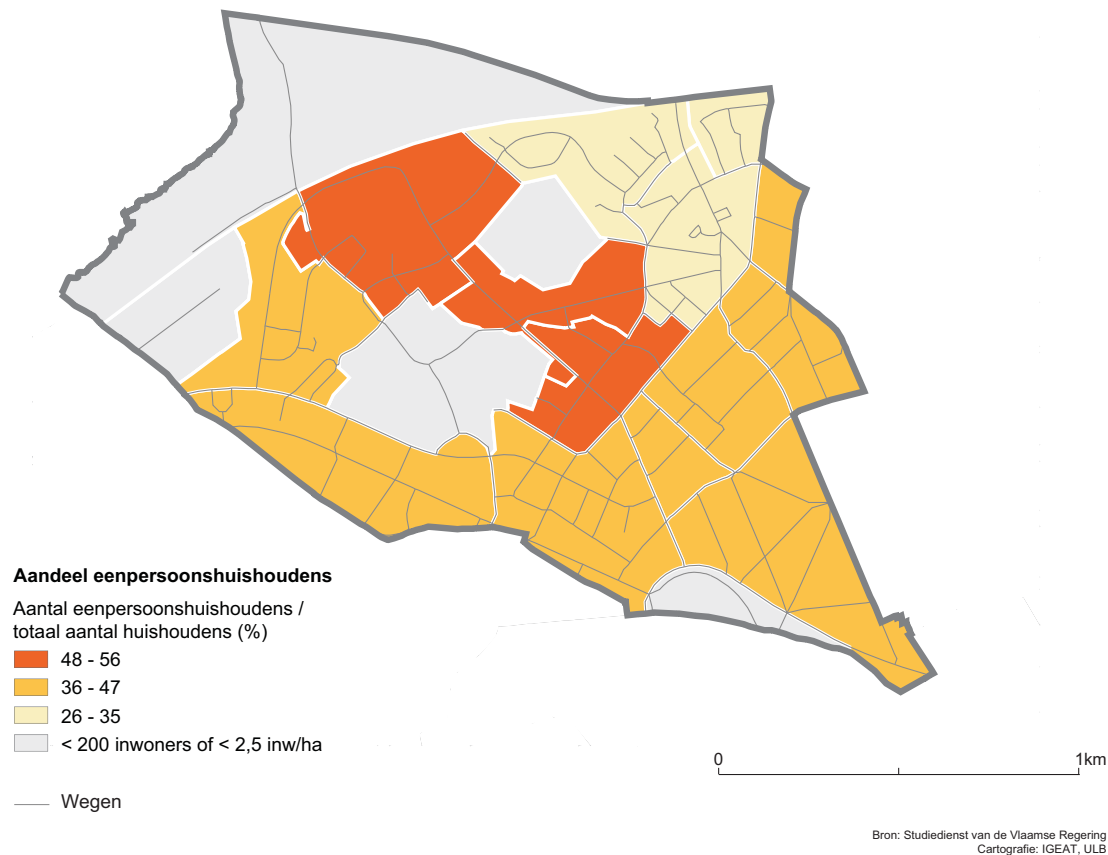 Aandeel eenpersoonshuishoudens
Aantal eenpersoonshuishoudens /
totaal aantal huishoudens (%)
48 - 56
36 - 47
26 - 35
< 200 inwoners of < 2,5 inw/ha
Wegen
0
1km
Bron: Studiedienst van de Vlaamse Regering
Cartografie: IGEAT, ULB